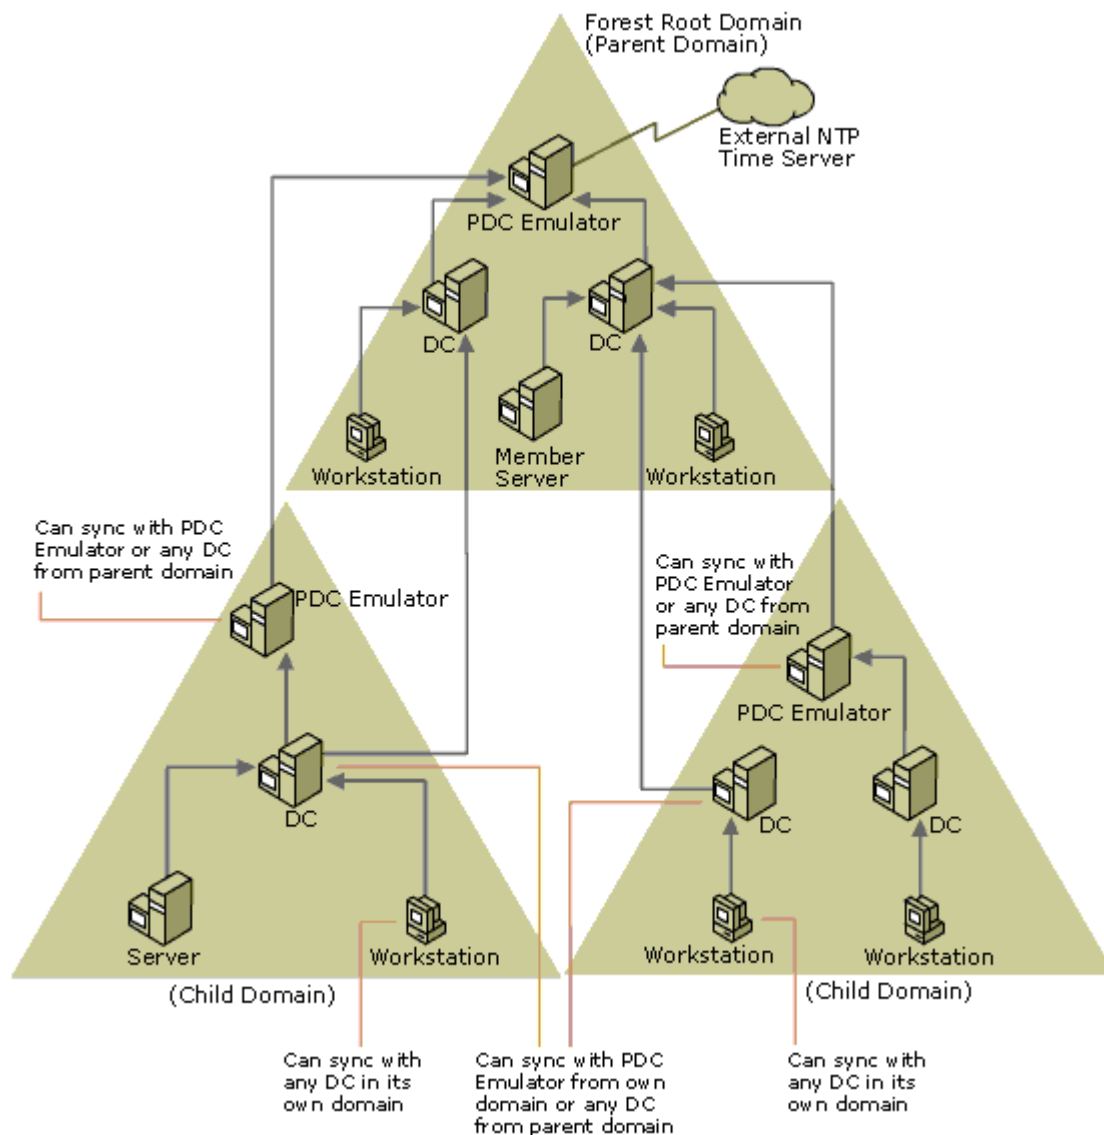 Forest Root Domain
(Parent Domain)
External NTP
Time Server
PDC Emulator
DC
DC
Member
Server
Workstation
Workstation
Can sync with PDC
Emulator or any DC
from parent domain
PDC Emulator
Can sync with
PDC Emulator
or any DC from
parent domain
PDC Emulator
DC
DC
DC
Server
Workstation
Workstation
Workstation
(Child Domain)
(Child Domain)
Can sync with
any DC in its
own domain
Can sync with PDC
Emulator from own
domain or any DC
from parent domain
Can sync with
any DC in its
own domain